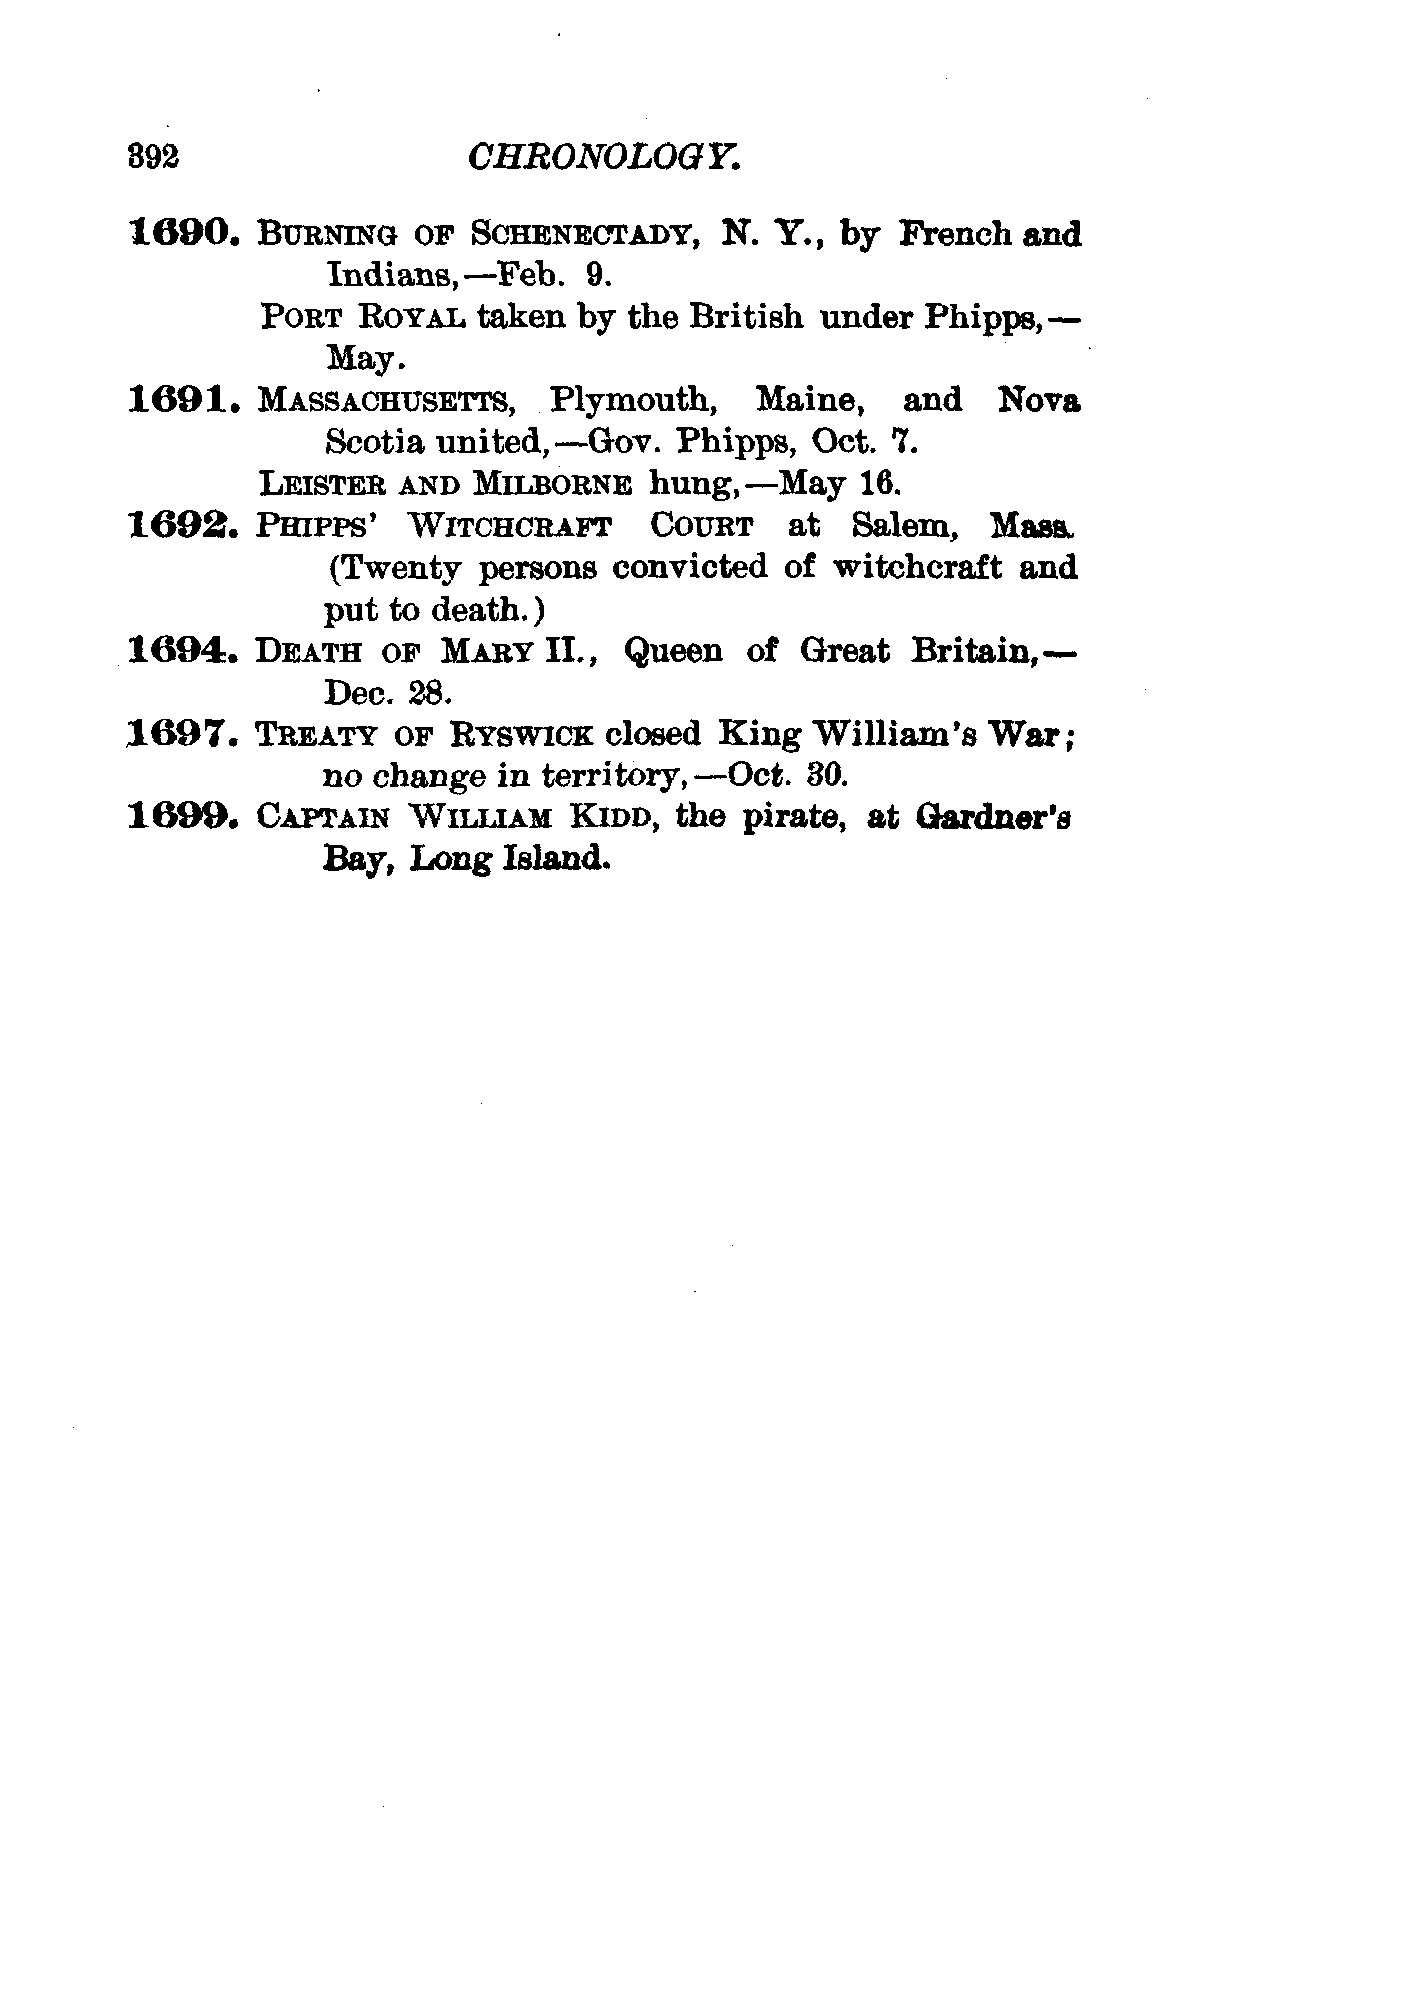 392 CHRONOLOGY.
1690. BURNING OF SCHENECTADY, N. Y., by French and
Indians,—Feb. 9.
PORT ROYAL taken by the British under Phipps,—
May.
1691. MASSACHUSETTS, Plymouth, Maine, and Nova
Scotia united,—Gov. Phipps, Oct. 7.
LEISTER AND MILBORNE hung,—May 16.
1692. PHIPPS' WITCHCRAFT COURT at Salem, Mass.
(Twenty persons convicted of witchcraft and
put to death.)
1694. DEATH OF MARY II., Queen of Great Britain,—
Dec. 28.
1697. TREATY OF RYSWICK closed King William's War;
no change in territory,—Oct. 30.
1699. CAPTAIN WILLIAM KIDD, the pirate, at Gardner's
Bay, Long Island.